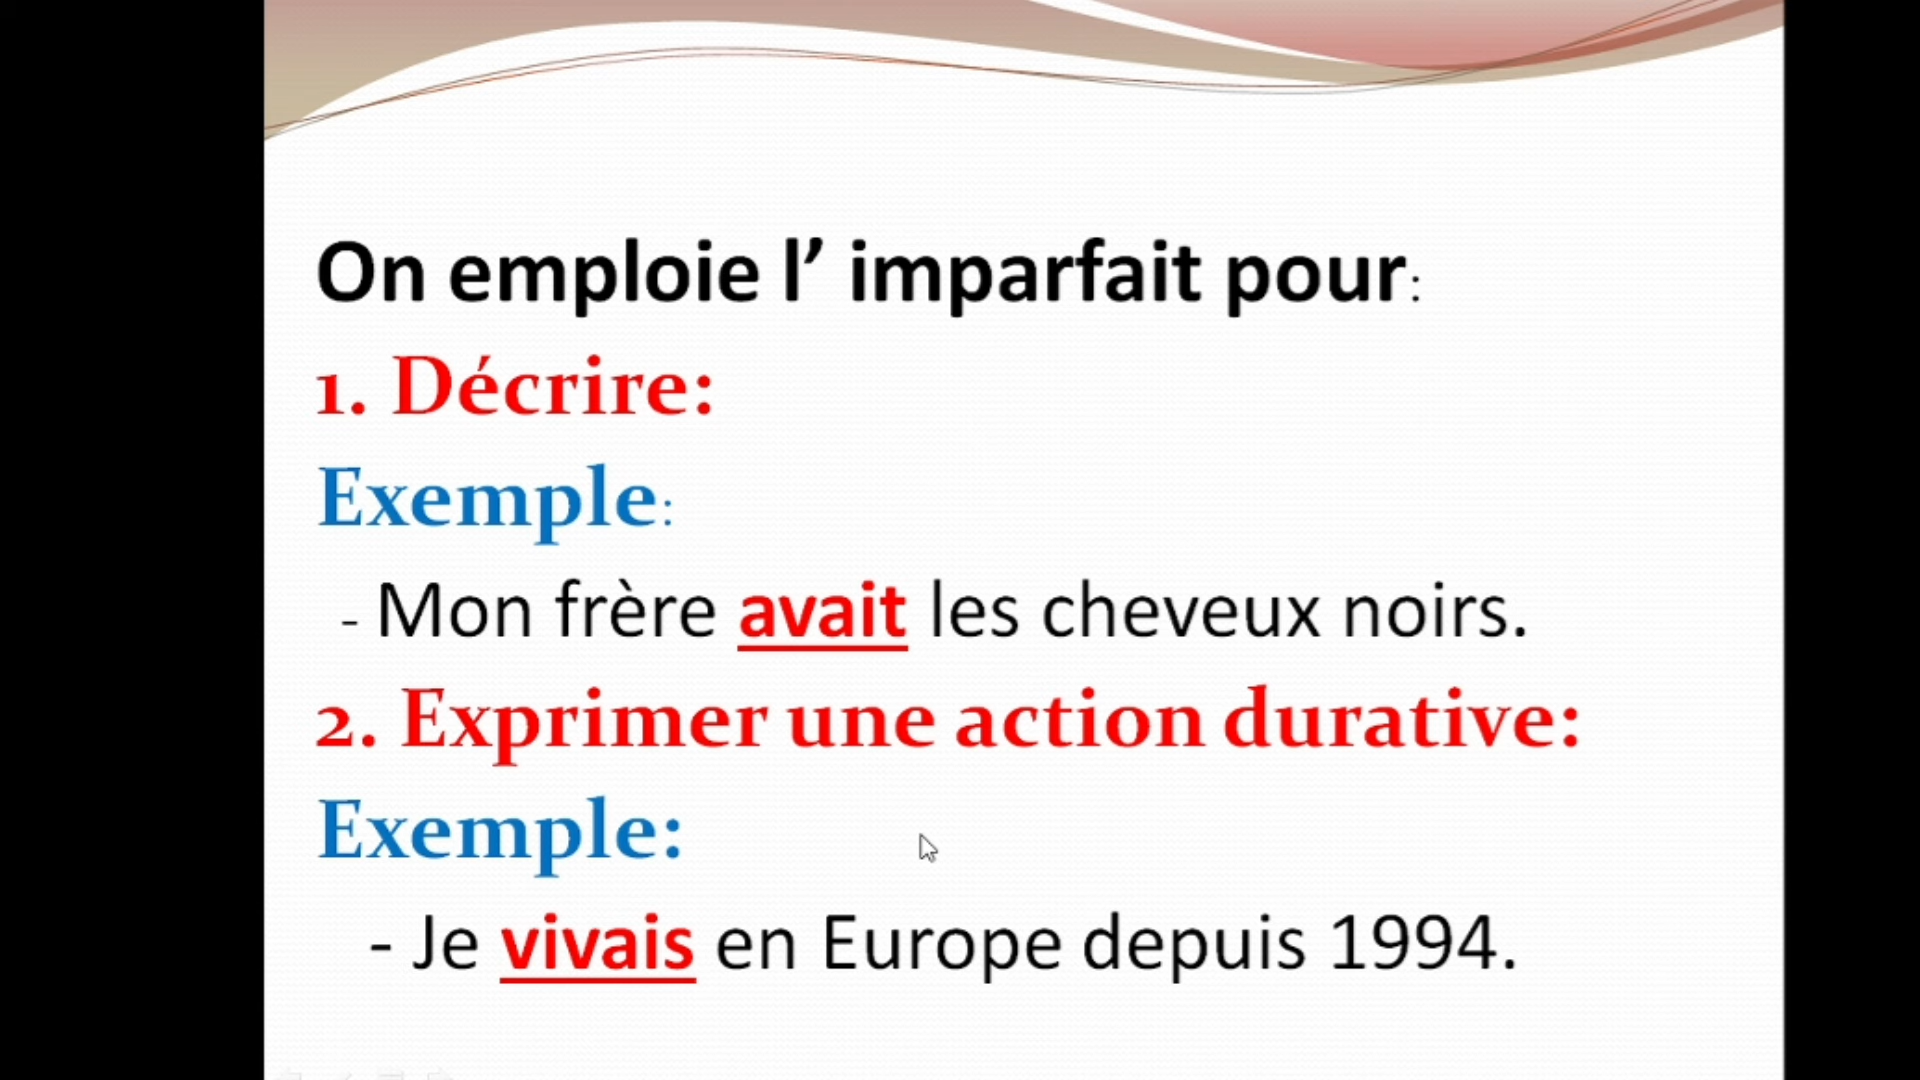 On emploie l’ imparfait pour:
1. Décrire:
Exemple:
- Mon frère avait les cheveux noirs.
2. Exprimer une action durative:
Exemple:
- Je vivais en Europe depuis 1994.